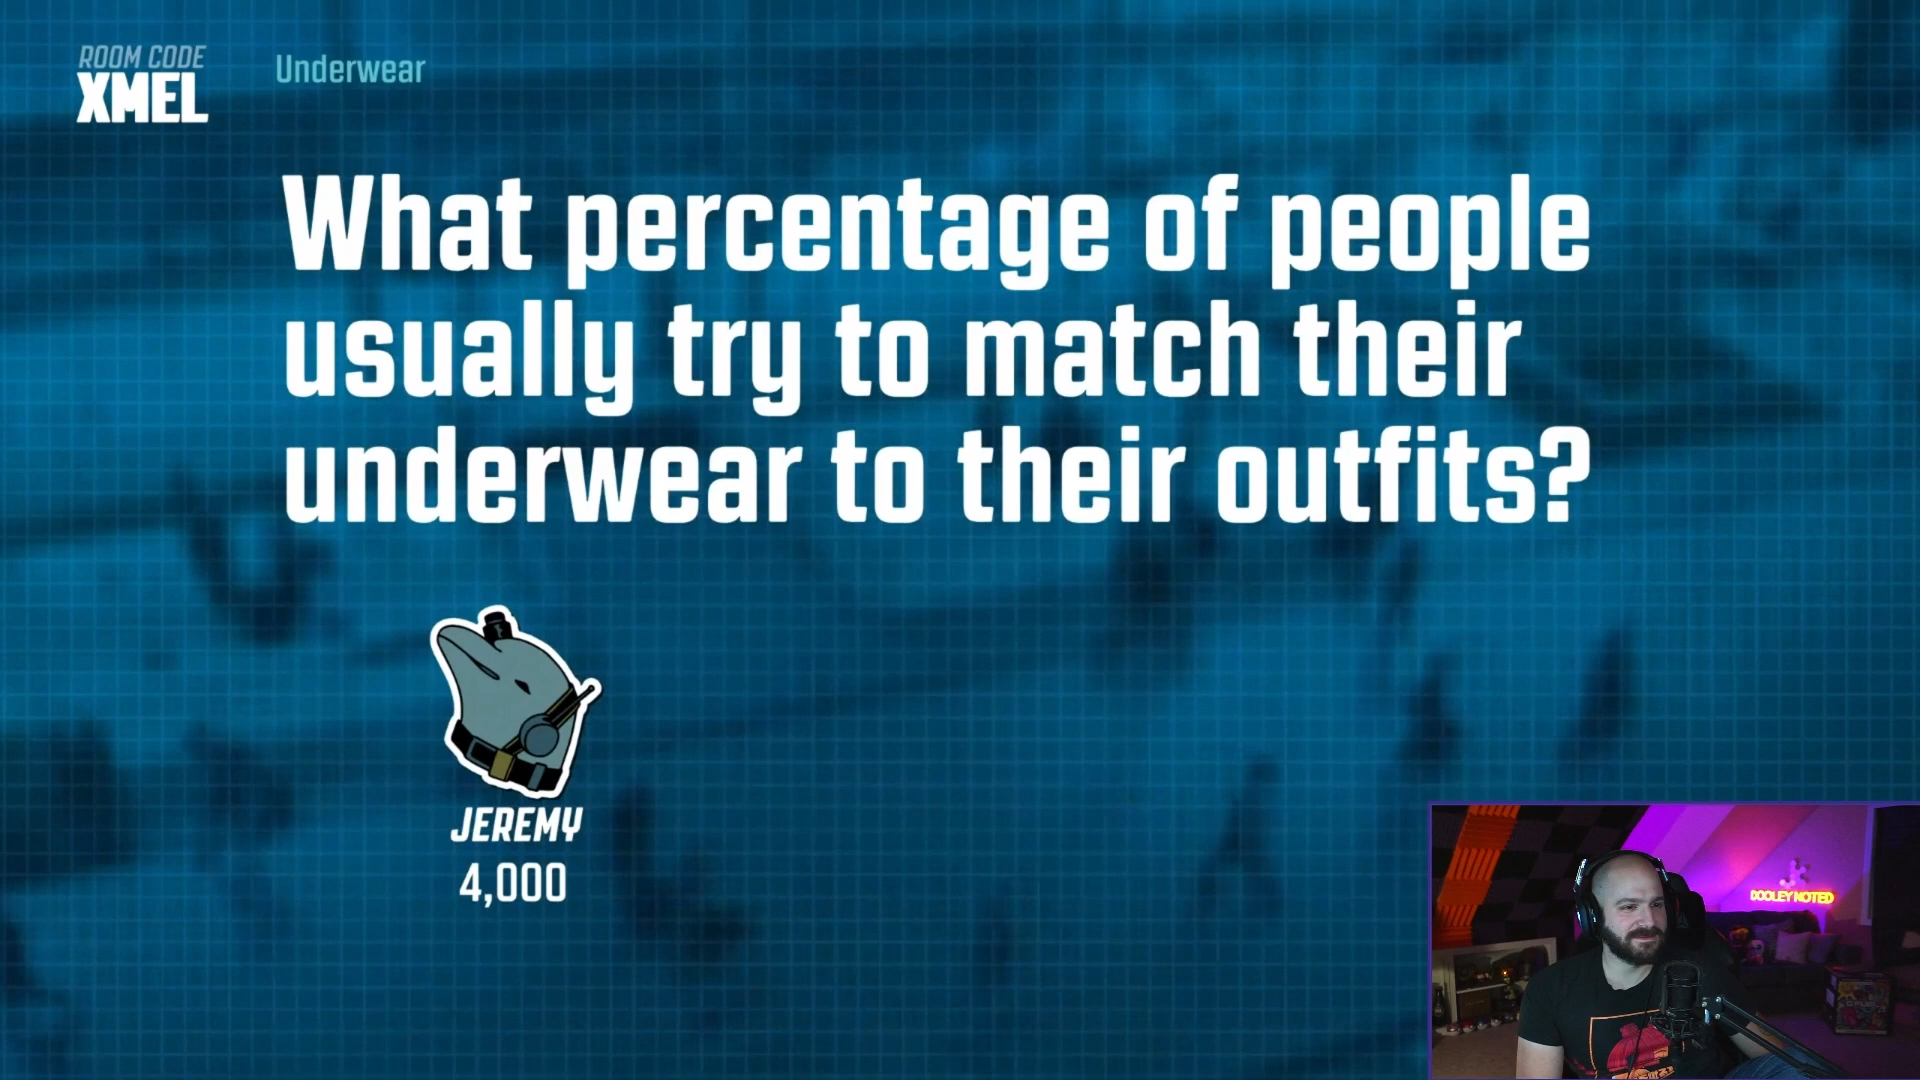 ROOM CODE
XMEL
Underwear
What percentage of people
usually try to match their
underwear to their outfits?
JEREMY
4,000
DOOLEY NOTED